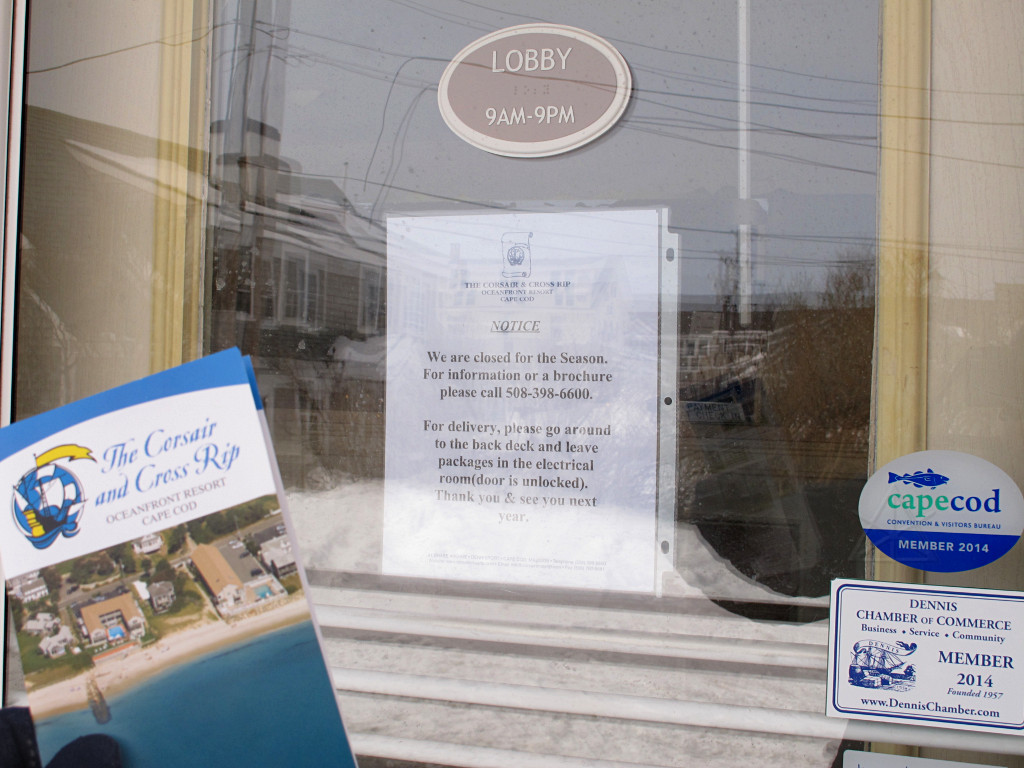 LOBBY
9AM-9PM
THE CORSAIR & CROSS RIP
OCEANFRONT RESORT
CAPE COD
NOTICE
We are closed for the Season.
For information or a brochure
please call 508-398-6600.
For delivery, please go around
to the back deck and leave
packages in the electrical
room(door is unlocked).
Thank you & see you next
year.
The Corsair
and Cross Rip
OCEANFRONT RESORT
CAPE COD
capecod
CONVENTION & VISITORS BUREAU
MEMBER 2014
DENNIS
CHAMBER OF COMMERCE
Business • Service • Community
DENNIS
MEMBER
2014
Founded 1957
www.DennisChamber.com